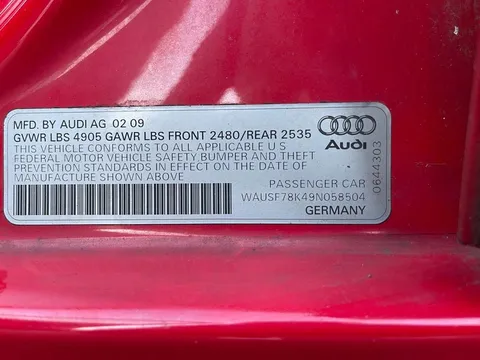 MFD. BY AUDI AG 02 09
GVWR LBS 4905 GAWR LBS FRONT 2480/REAR 2535
THIS VEHICLE CONFORMS TO ALL APPLICABLE U S
FEDERAL MOTOR VEHICLE SAFETY BUMPER AND THEFT
PREVENTION STANDARDS IN EFFECT ON THE DATE OF
MANUFACTURE SHOWN ABOVE
Audi
0644303
PASSENGER CAR
WAUSF78K49N058504
GERMANY